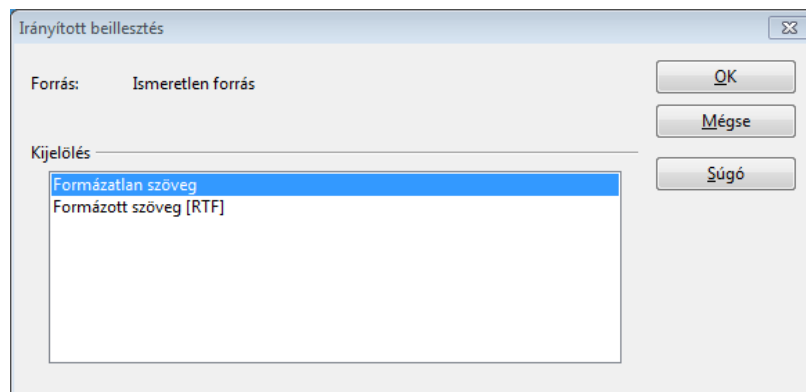 Irányított beillesztés
Forrás: Ismeretlen forrás
OK
Mégse
Kijelölés
Súgó
Formázatlan szöveg
Formázott szöveg [RTF]